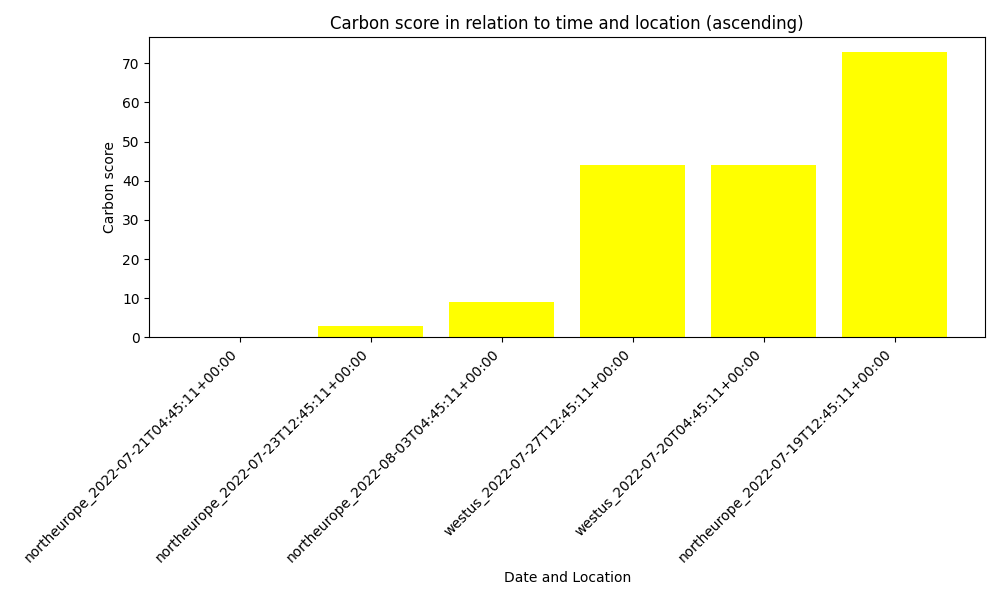 Carbon score in relation to time and location (ascending)
Carbon score
70
60
50
40
30
20
10
0
northeurope_2022-07-21T04:45:11+00:00
northeurope_2022-07-23T12:45:11+00:00
northeurope_2022-08-03T04:45:11+00:00
westus_2022-07-27T12:45:11+00:00
westus_2022-07-20T04:45:11+00:00
northeurope_2022-07-19T12:45:11+00:00
Date and Location